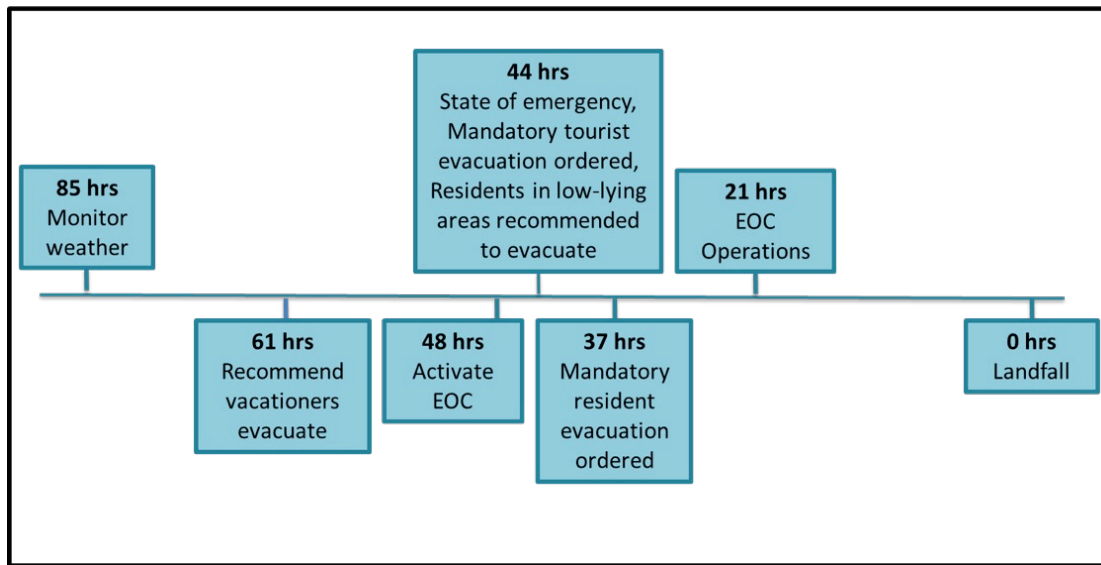 85 hrs
Monitor
weather
61 hrs
Recommend
vacationers
evacuate
48 hrs
Activate
EOC
44 hrs
State of emergency,
Mandatory tourist
evacuation ordered,
Residents in low-lying
areas recommended
to evacuate
37 hrs
Mandatory
resident
evacuation
ordered
21 hrs
EOC
Operations
0 hrs
Landfall